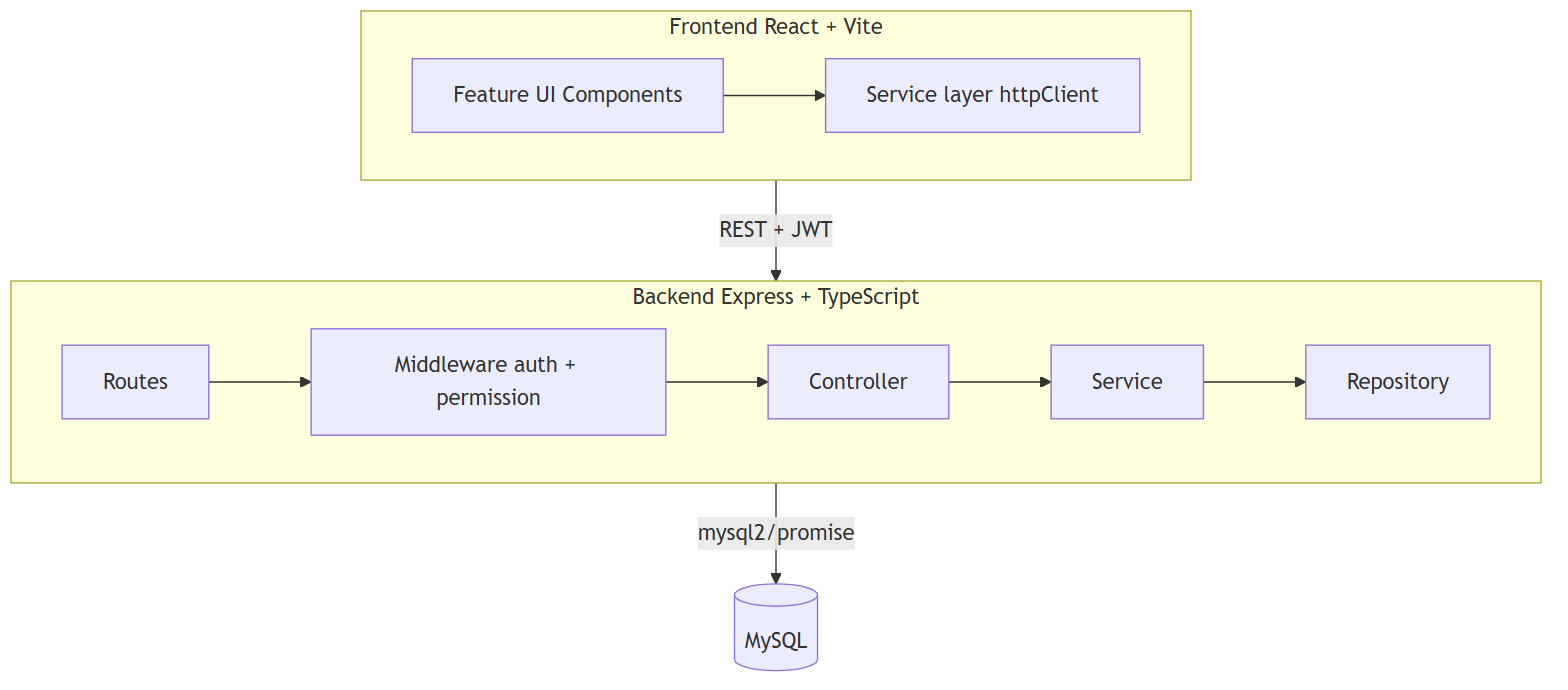 Frontend React + Vite
Feature UI Components
Service layer httpClient
REST + JWT
Backend Express + TypeScript
Routes
Middleware auth +
permission
Controller
Service
Repository
mysql2/promise
MySQL